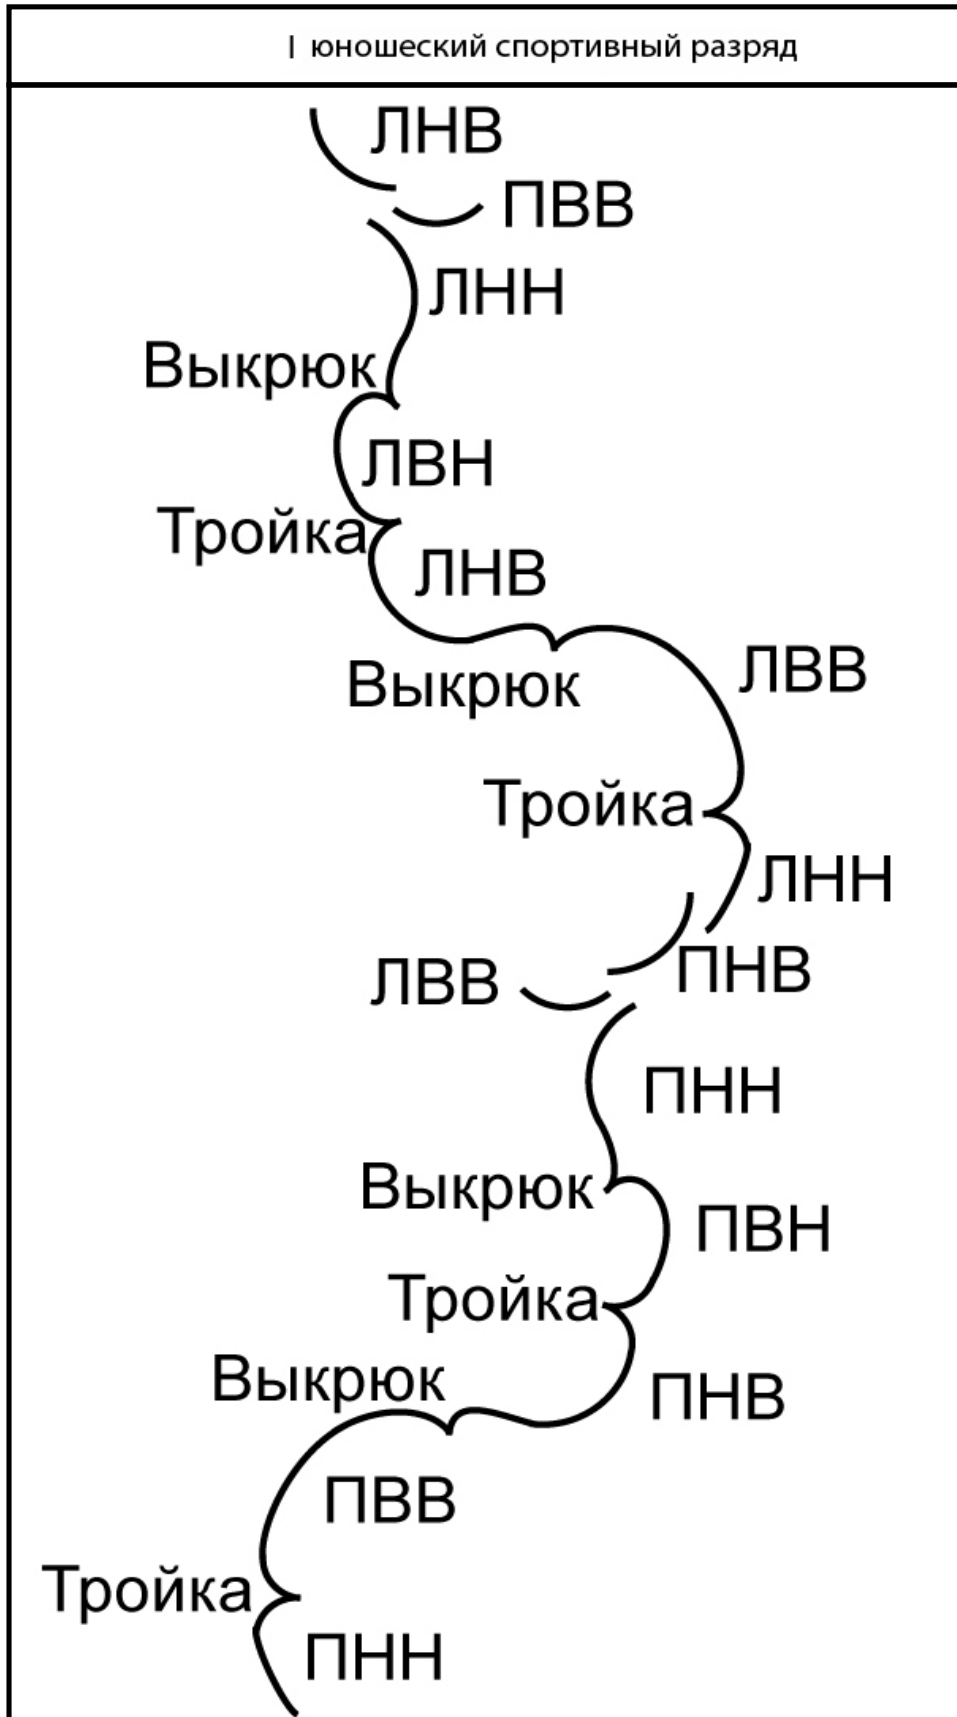 I юношеский спортивный разряд
ЛНВ
ПВВ
ЛНН
Выкрюк
ЛВН
Тройка
ЛНВ
Выкрюк
ЛВВ
Тройка
ЛНН
ПНВ
ЛВВ
ПНН
Выкрюк
ПВН
Тройка
Выкрюк
ПНВ
ПВВ
Тройка
ПНН